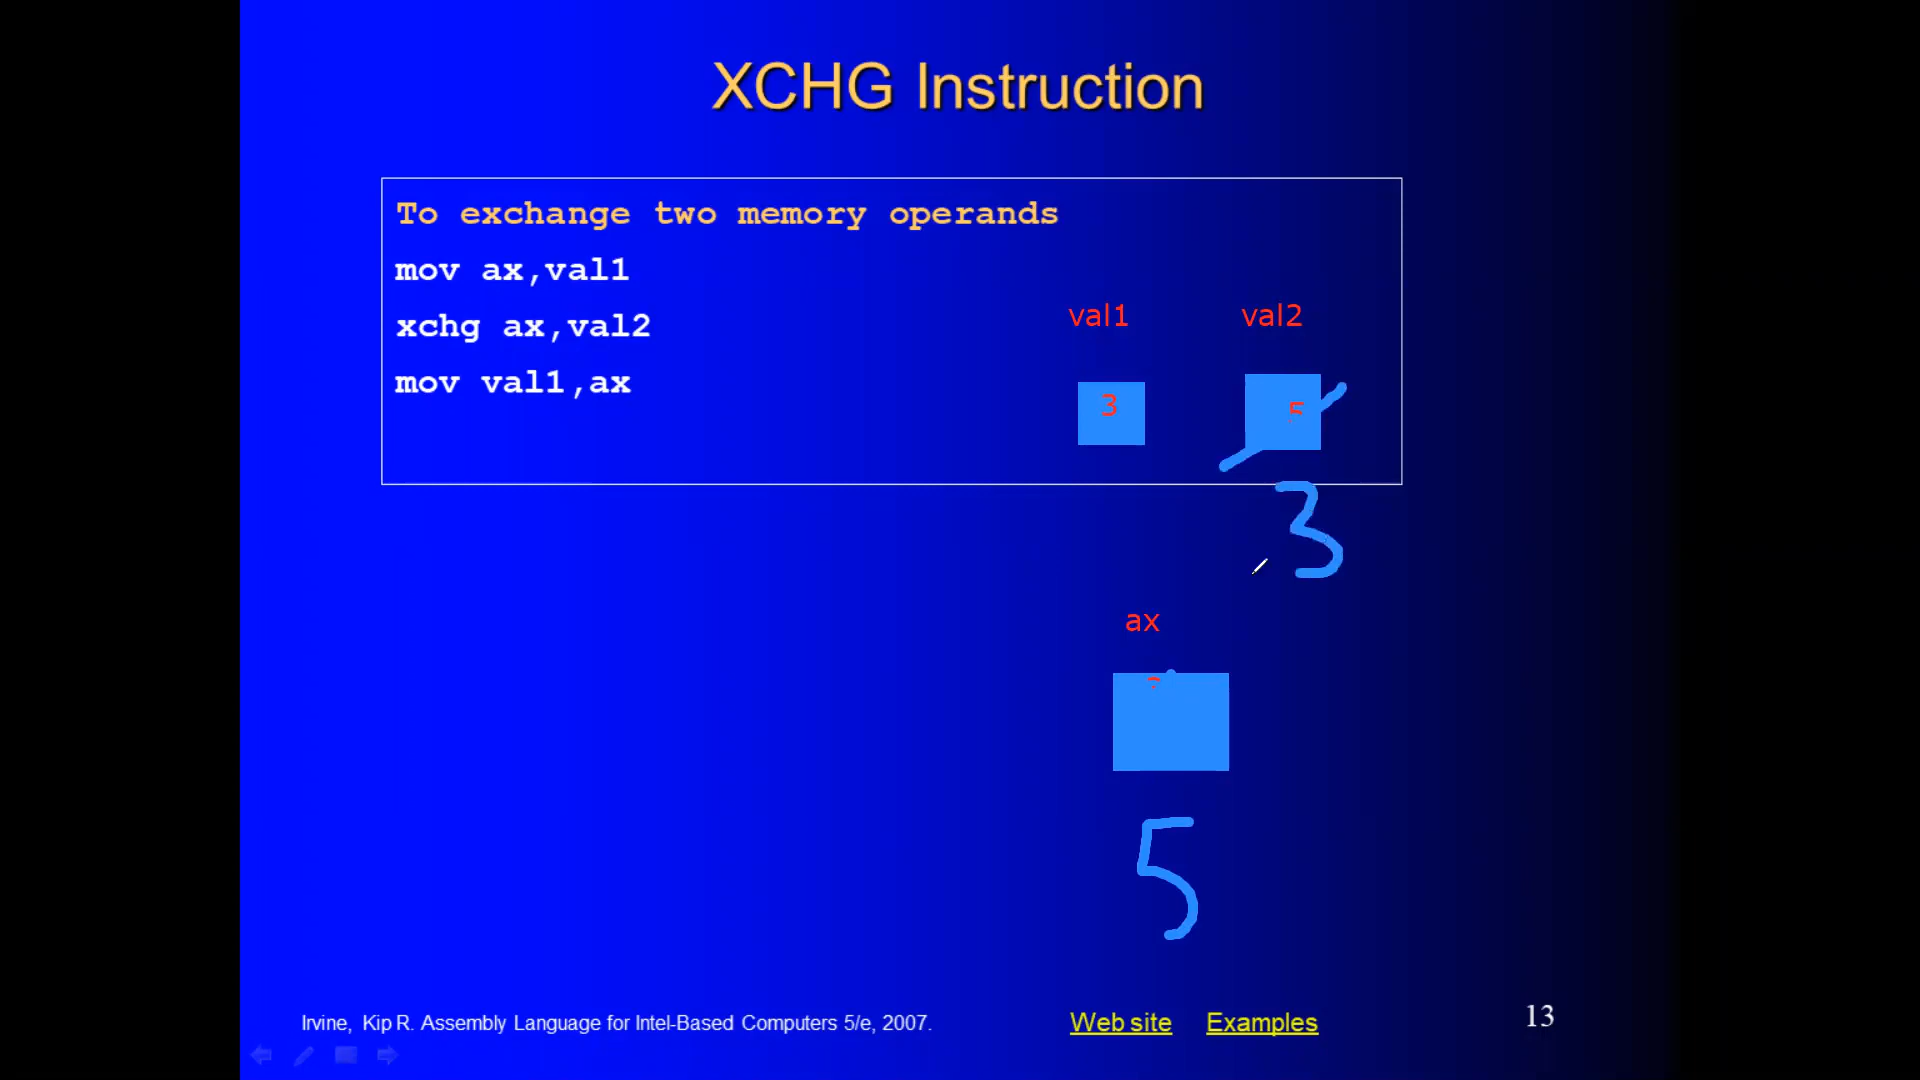 XCHG Instruction
To exchange two memory operands
mov ax,val1
xchg ax,val2
mov val1,ax
val1 val2
3 5
3
ax
5
Irvine, Kip R. Assembly Language for Intel-Based Computers 5/e, 2007.
Web site Examples
13